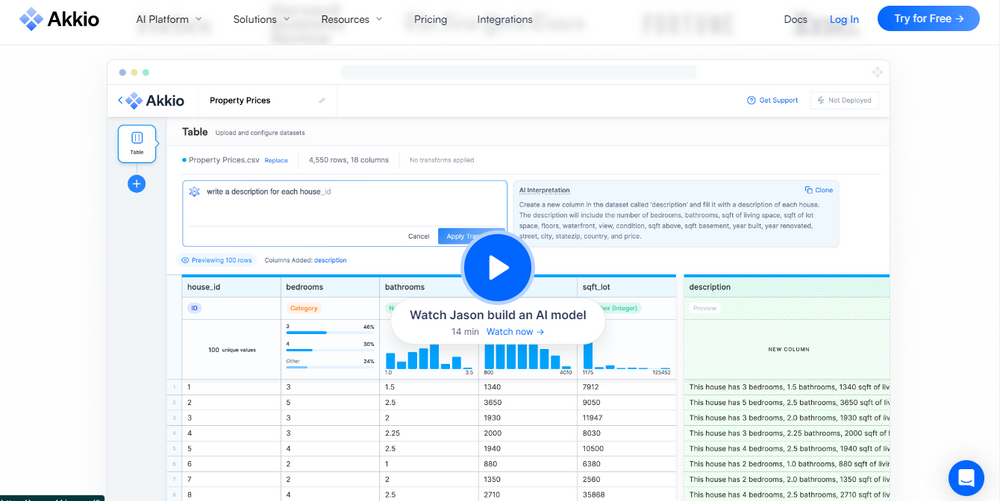 Akkio
AI Platform Solutions Resources Pricing Integrations Docs Log In Try for Free →
FORTUNE
Akkio Property Prices Get Support Not Deployed
Table
Table Upload and configure datasets
Property Prices.csv Replace 4,550 rows, 18 columns No transforms applied
write a description for each house_id
Cancel Apply
AI Interpretation Clone
Create a new column in the dataset called 'description' and fill it with a description of each house.
The description will include the number of bedrooms, bathrooms, sqft of living space, sqft of lot
space, floors, waterfront, view, condition, sqft above, sqft basement, year built, year renovated,
street, city, statezip, country, and price.
Previewing 100 rows Columns Added: description
Watch Jason build an AI model
14 min Watch now →
house_id bedrooms bathrooms sqft_lot description
ID Category (Integer) Preview
100 unique values
3 46%
4 30%
Other 24%
1.0 3.5 800 4010 1175 125452
NEW COLUMN
1 1 3 1.5 1340 7912 This house has 3 bedrooms, 1.5 bathrooms, 1340 sqft of liv
2 2 5 2.5 3650 9050 This house has 5 bedrooms, 2.5 bathrooms, 3650 sqft of liv
3 3 3 2 1930 11947 This house has 3 bedrooms, 2.0 bathrooms, 1930 sqft of liv
4 4 3 2.25 2000 8030 This house has 3 bedrooms, 2.25 bathrooms, 2000 sqft of l
5 5 4 2.5 1940 10500 This house has 4 bedrooms, 2.5 bathrooms, 1940 sqft of liv
6 6 2 1 880 6380 This house has 2 bedrooms, 1.0 bathrooms, 880 sqft of livi
7 7 2 2 1350 2560 This house has 2 bedrooms, 2.0 bathrooms, 1350 sqft of liv
8 8 4 2.5 2710 35868 This house has 4 bedrooms, 2.5 bathrooms, 2710 sqft of liv